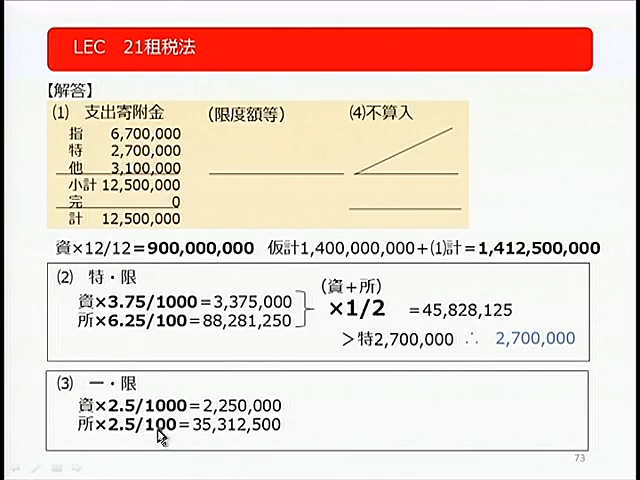 LEC 21租税法
【解答】
(1) 支出寄附金 (限度額等) (4)不算入
指 6,700,000
特 2,700,000
他 3,100,000
小計 12,500,000
完 0
計 12,500,000
資×12/12＝900,000,000 仮計1,400,000,000＋(1)計＝1,412,500,000
(2) 特・限
資×3.75/1000＝3,375,000
所×6.25/100＝88,281,250
(資＋所)
×1/2 ＝45,828,125
＞特2,700,000 ∴ 2,700,000
(3) 一・限
資×2.5/1000＝2,250,000
所×2.5/100＝35,312,500
73